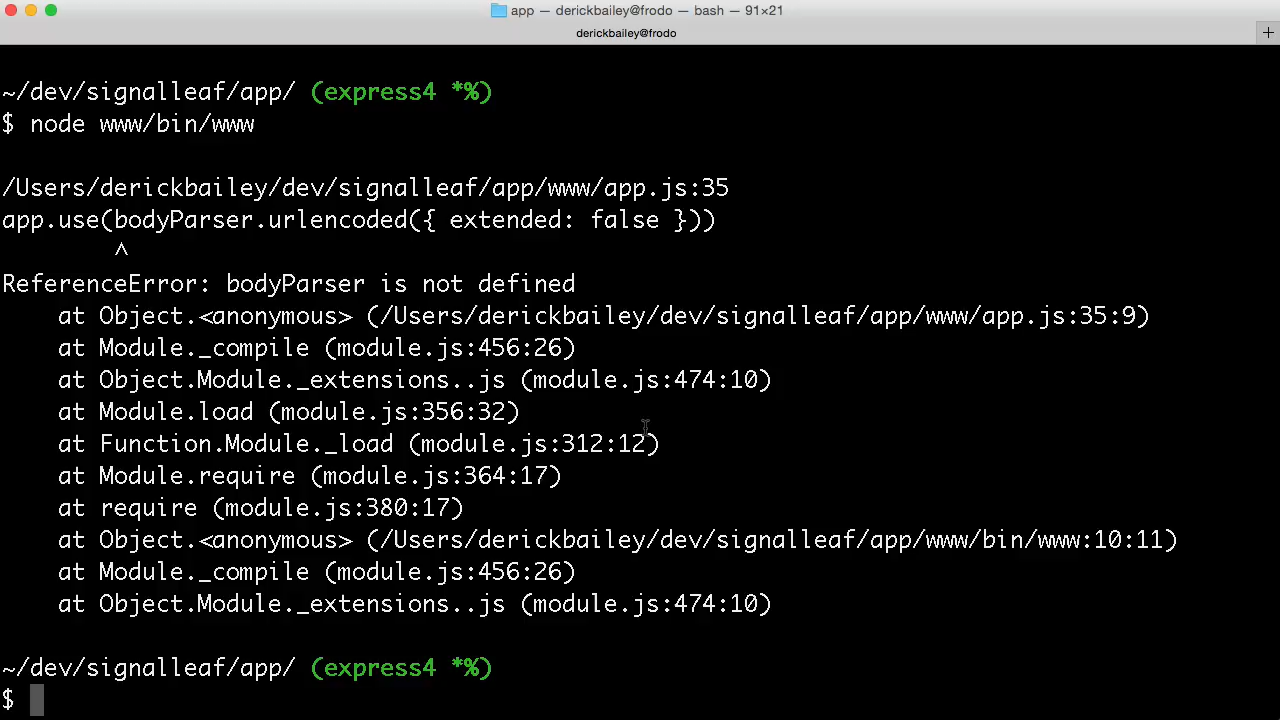 app — derickbailey@frodo — bash — 91×21
derickbailey@frodo
+
~/dev/signalleaf/app/ (express4 *%)
$ node www/bin/www
/Users/derickbailey/dev/signalleaf/app/www/app.js:35
app.use(bodyParser.urlencoded({ extended: false }))
^
ReferenceError: bodyParser is not defined
    at Object.<anonymous> (/Users/derickbailey/dev/signalleaf/app/www/app.js:35:9)
    at Module._compile (module.js:456:26)
    at Object.Module._extensions..js (module.js:474:10)
    at Module.load (module.js:356:32)
    at Function.Module._load (module.js:312:12)
    at Module.require (module.js:364:17)
    at require (module.js:380:17)
    at Object.<anonymous> (/Users/derickbailey/dev/signalleaf/app/www/bin/www:10:11)
    at Module._compile (module.js:456:26)
    at Object.Module._extensions..js (module.js:474:10)
~/dev/signalleaf/app/ (express4 *%)
$